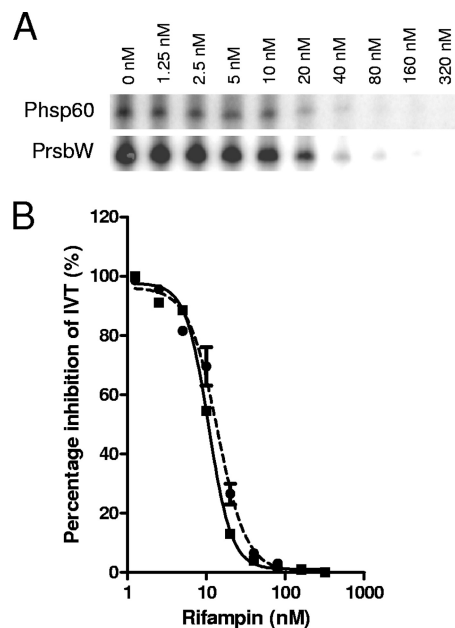 A
0 nM
1.25 nM
2.5 nM
5 nM
10 nM
20 nM
40 nM
80 nM
160 nM
320 nM
Phsp60
PrsbW
B
120
100
80
60
40
20
0
Percentage inhibition of IVT (%)
1
10
100
1000
Rifampin (nM)